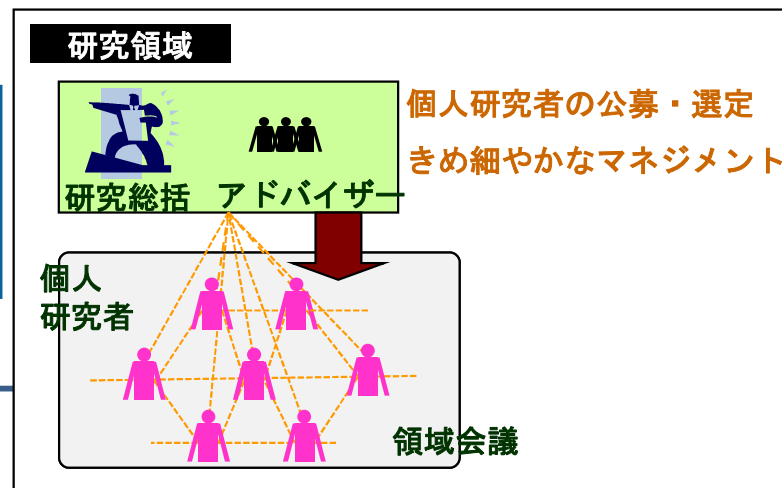 研究領域
個人研究者の公募・選定
きめ細やかなマネジメント
研究総括
アドバイザー
個人
研究者
領域会議